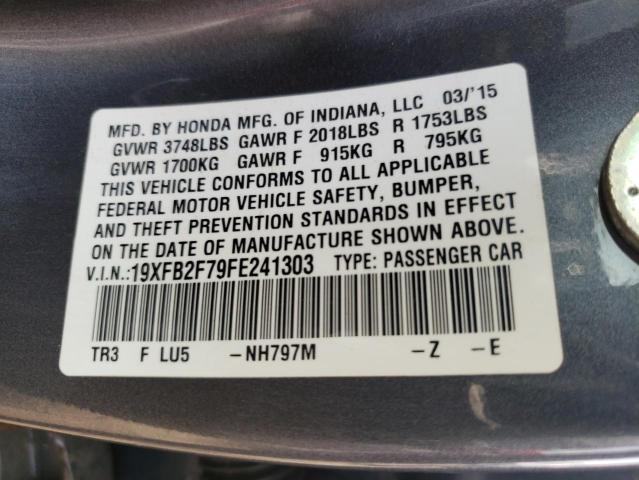 MFD. BY HONDA MFG. OF INDIANA, LLC 03/'15
GVWR 3748LBS GAWR F 2018LBS R 1753LBS
GVWR 1700KG GAWR F 915KG R 795KG
THIS VEHICLE CONFORMS TO ALL APPLICABLE
FEDERAL MOTOR VEHICLE SAFETY, BUMPER,
AND THEFT PREVENTION STANDARDS IN EFFECT
ON THE DATE OF MANUFACTURE SHOWN ABOVE.
V.I.N.:19XFB2F79FE241303 TYPE: PASSENGER CAR
TR3 F LU5 -NH797M -Z -E